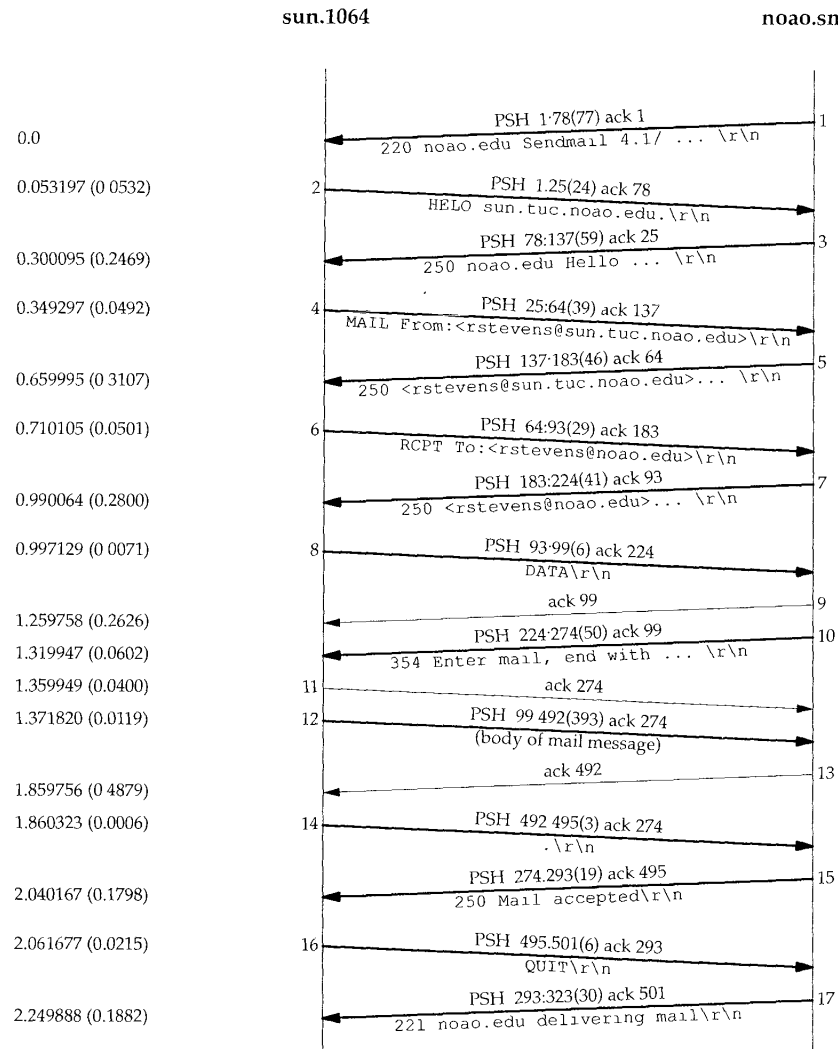 sun.1064 noao.sn
PSH 1·78(77) ack 1 1
0.0
220 noao.edu Sendmail 4.1/ ... \r\n
0.053197 (0 0532) 2 PSH 1.25(24) ack 78
HELO sun.tuc.noao.edu.\r\n
PSH 78:137(59) ack 25 3
0.300095 (0.2469)
250 noao.edu Hello ... \r\n
0.349297 (0.0492) 4 PSH 25:64(39) ack 137
MAIL From:<rstevens@sun.tuc.noao.edu>\r\n
PSH 137·183(46) ack 64 5
0.659995 (0 3107)
250 <rstevens@sun.tuc.noao.edu>... \r\n
0.710105 (0.0501) 6 PSH 64:93(29) ack 183
RCPT To:<rstevens@noao.edu>\r\n
PSH 183:224(41) ack 93 7
0.990064 (0.2800)
250 <rstevens@noao.edu>... \r\n
0.997129 (0 0071) 8 PSH 93·99(6) ack 224
DATA\r\n
ack 99 9
1.259758 (0.2626)
PSH 224·274(50) ack 99 10
1.319947 (0.0602)
354 Enter mail, end with ... \r\n
1.359949 (0.0400) 11 ack 274
1.371820 (0.0119) 12 PSH 99 492(393) ack 274
(body of mail message)
ack 492 13
1.859756 (0 4879)
1.860323 (0.0006) 14 PSH 492 495(3) ack 274
.\r\n
PSH 274.293(19) ack 495 15
2.040167 (0.1798)
250 Mail accepted\r\n
2.061677 (0.0215) 16 PSH 495.501(6) ack 293
QUIT\r\n
PSH 293:323(30) ack 501 17
2.249888 (0.1882)
221 noao.edu delivering mail\r\n